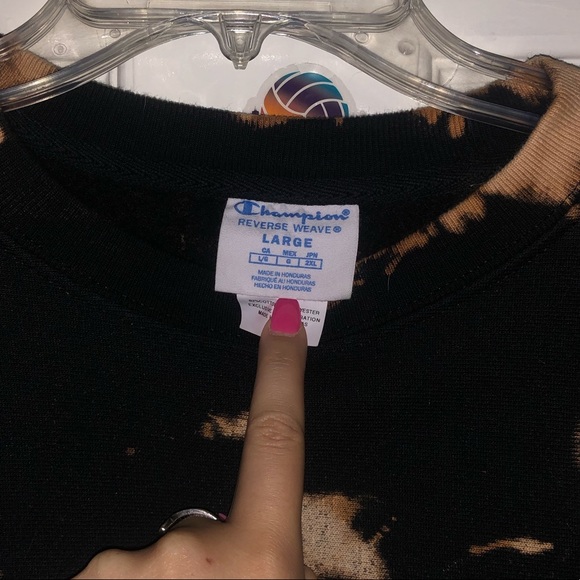 Champion®
REVERSE WEAVE®
LARGE
CA MEX JPN
L/G G 2XL
MADE IN HONDURAS
FABRIQUÉ AU HONDURAS
HECHO EN HONDURAS